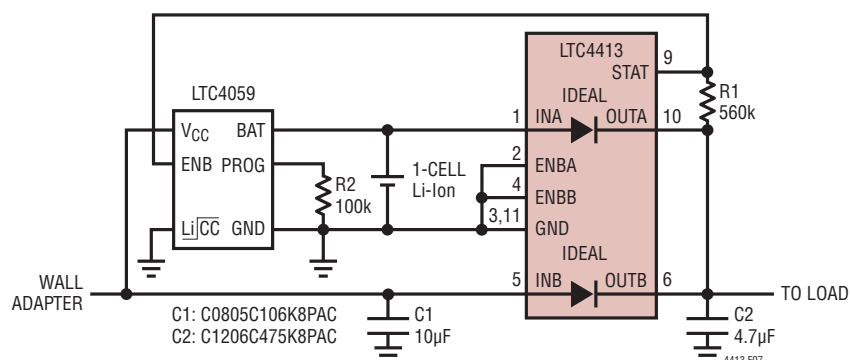 LTC4413
9
STAT
LTC4059
IDEAL
R1
560k
VCC BAT
1 INA OUTA 10
2
ENB PROG
ENBA
R2
100k
1-CELL
Li-Ion
4
ENBB
3,11
Li CC GND
GND
IDEAL
WALL
ADAPTER
5 INB OUTB 6
TO LOAD
C1: C0805C106K8PAC
C2: C1206C475K8PAC
C1
10µF
C2
4.7µF
4413 F07